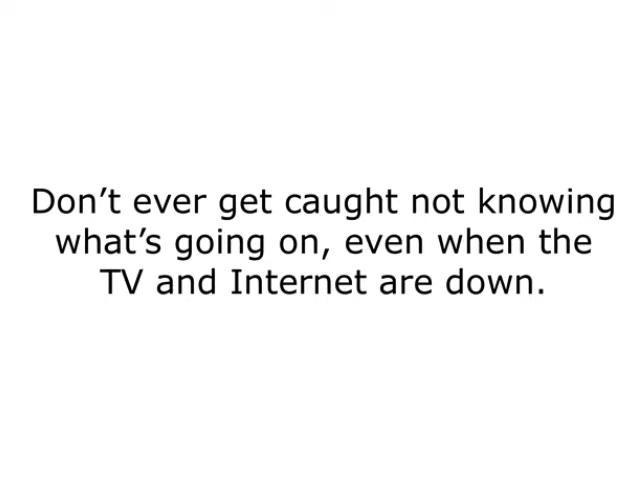 Don’t ever get caught not knowing
what’s going on, even when the
TV and Internet are down.